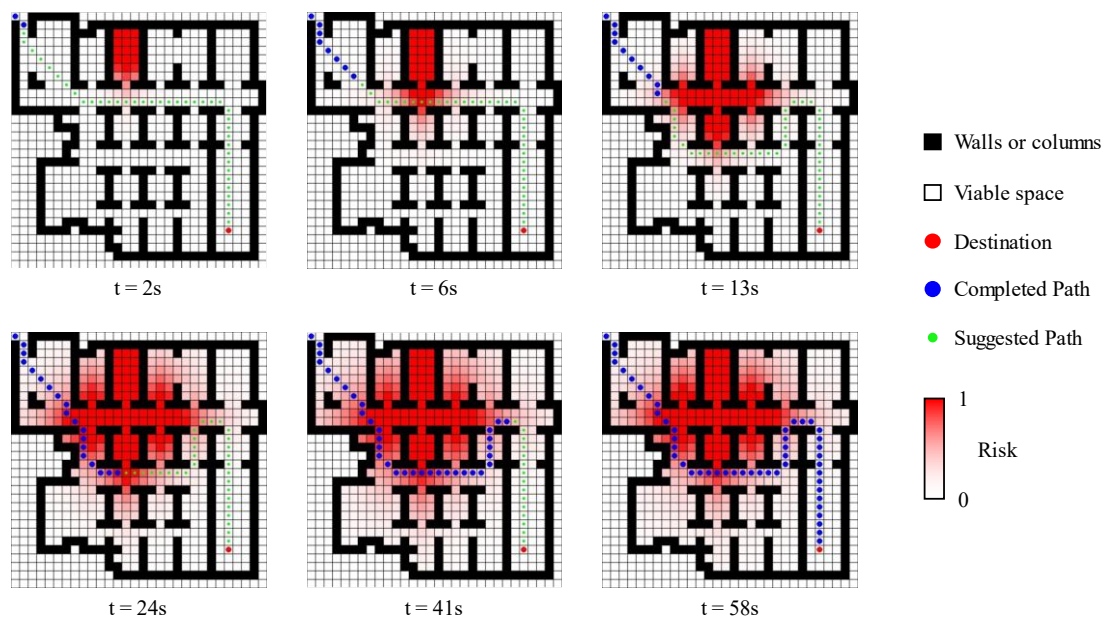 t = 2s
t = 6s
t = 13s
t = 24s
t = 41s
t = 58s
Walls or columns
Viable space
Destination
Completed Path
Suggested Path
1
Risk
0